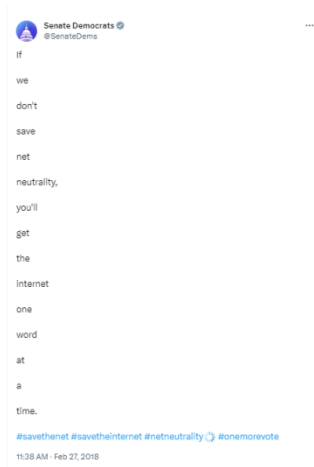 Senate Democrats
@SenateDems
If
we
don't
save
net
neutrality,
you'll
get
the
internet
one
word
at
a
time.
#savethenet #savetheinternet #netneutrality #onemorevote
11:38 AM · Feb 27, 2018